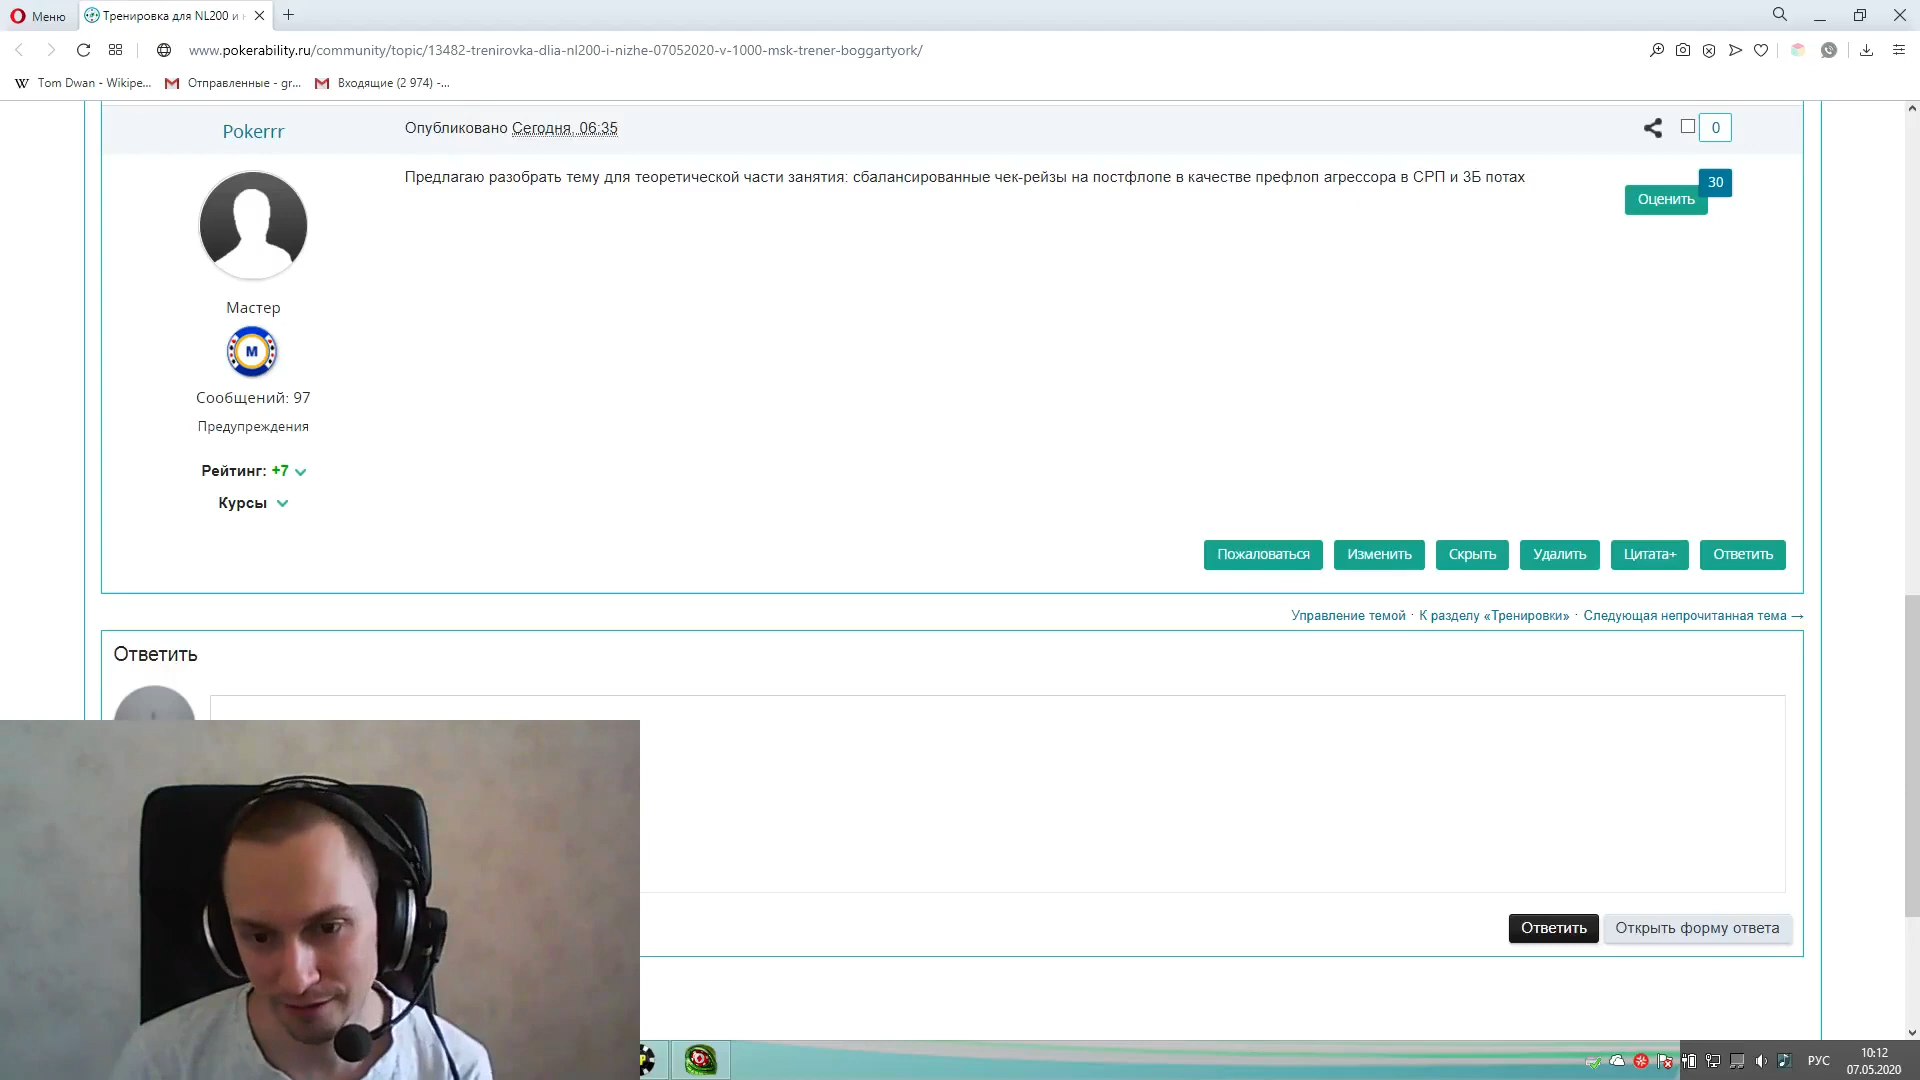 Меню
Тренировка для NL200 и н
www.pokerability.ru/community/topic/13482-trenirovka-dlia-nl200-i-nizhe-07052020-v-1000-msk-trener-boggartyork/
Tom Dwan - Wikipe...
Отправленные - gr...
Входящие (2 974) -...
Pokerrr
Опубликовано Сегодня, 06:35
0
Предлагаю разобрать тему для теоретической части занятия: сбалансированные чек-рейзы на постфлопе в качестве префлоп агрессора в СРП и 3Б потах
30
Оценить
Мастер
M
Сообщений: 97
Предупреждения
Рейтинг: +7
Курсы
Пожаловаться
Изменить
Скрыть
Удалить
Цитата+
Ответить
Управление темой · К разделу «Тренировки» · Следующая непрочитанная тема →
Ответить
Ответить
Открыть форму ответа
РУС
10:12
07.05.2020